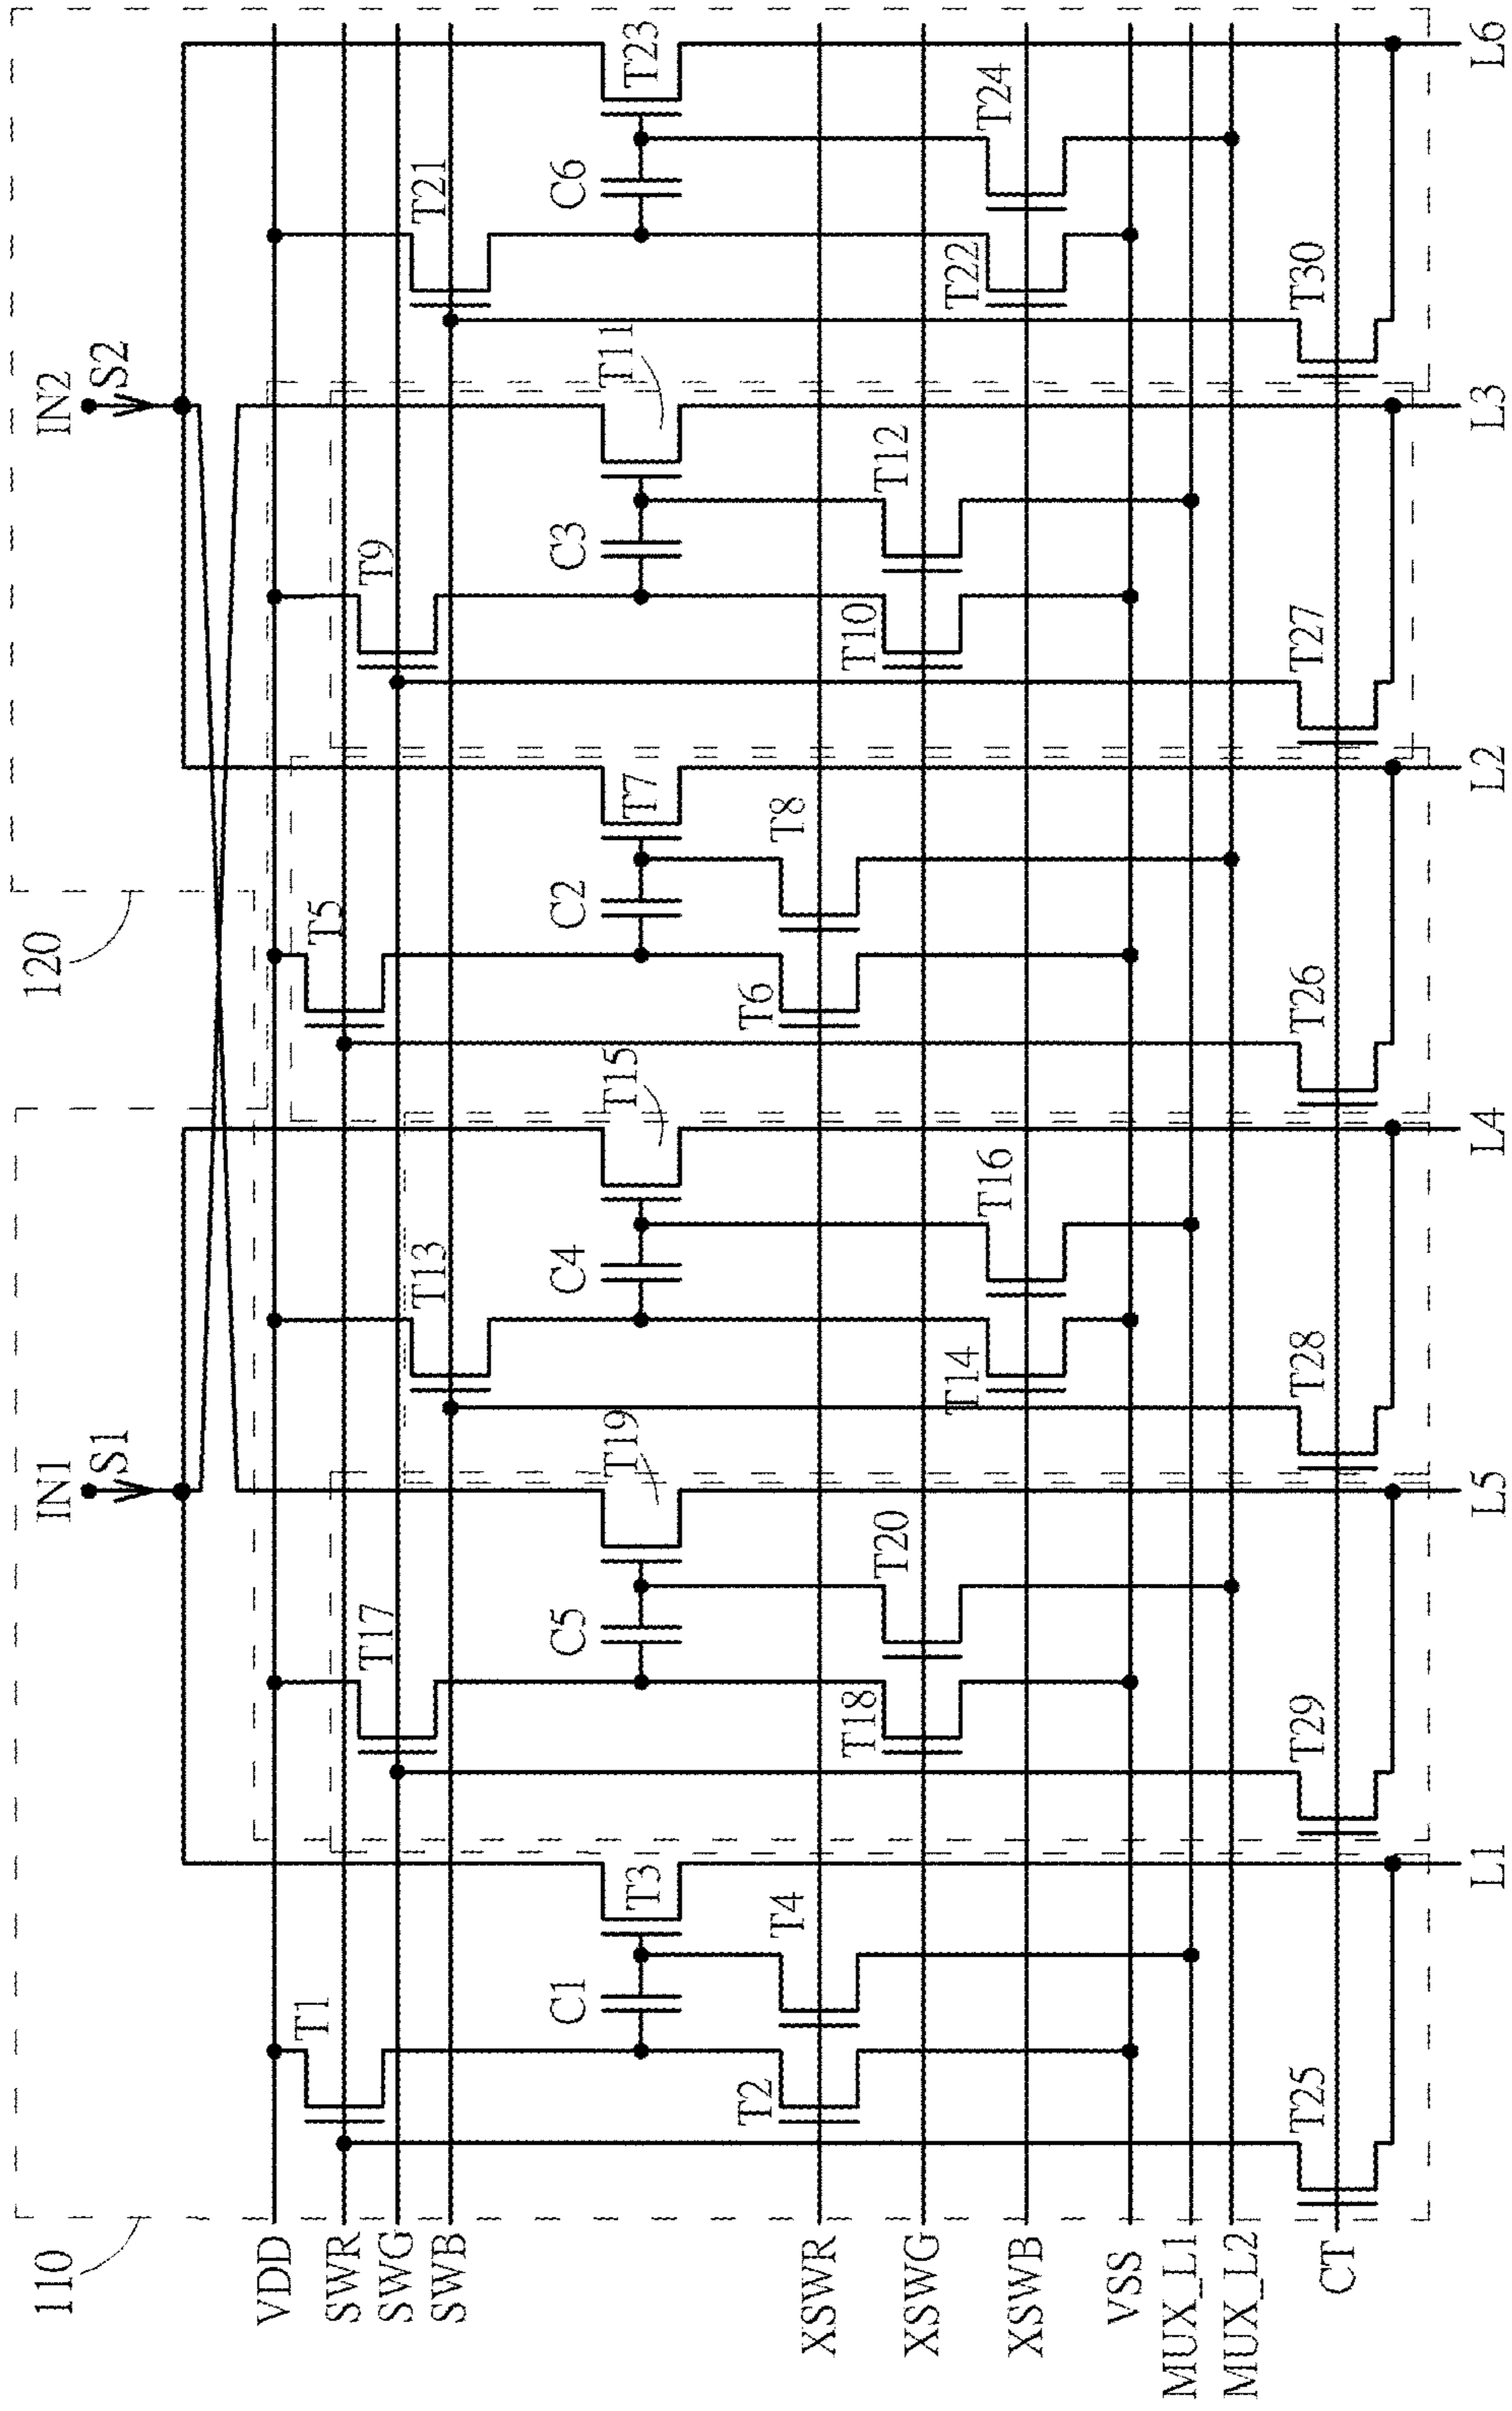 110 IN1 120 IN2
S1 S2
VDD
T1 T5
SWR
T17 T9
SWG
T13 T21
SWB
C1 C5 C4 C2 C3 C6
T3 T19 T15 T7 T11 T23
T2 T6
T4 T8
XSWR
T18 T10
T20 T12
XSWG
T14 T22
T16 T24
XSWB
VSS
MUX_L1
MUX_L2
T25 T29 T28 T26 T27 T30
CT
L1 L5 L4 L2 L3 L6